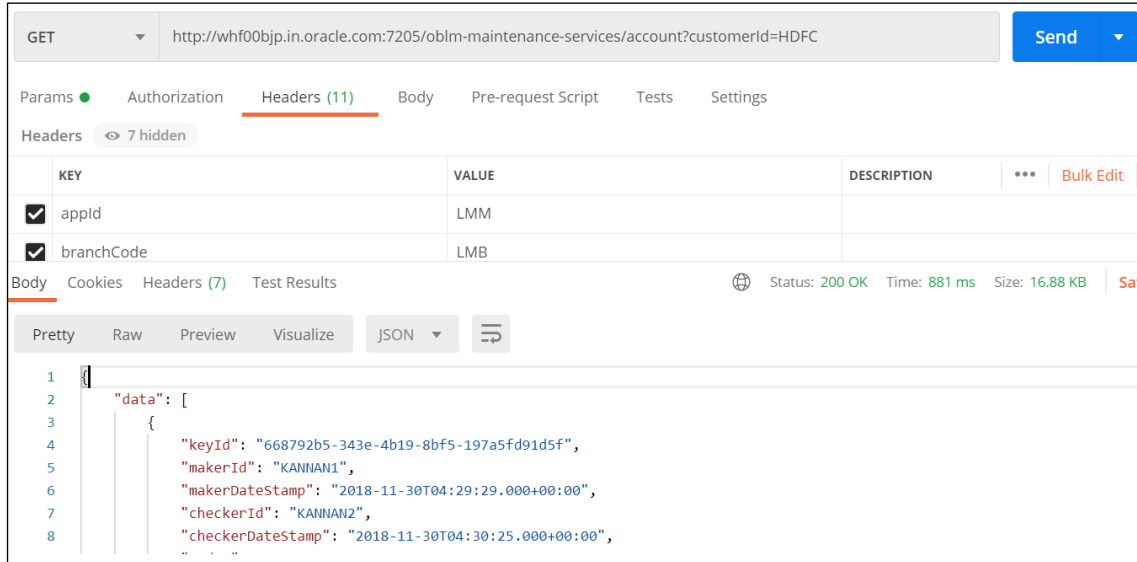 GET http://whf00bjp.in.oracle.com:7205/oblm-maintenance-services/account?customerId=HDFC Send
Params Authorization Headers (11) Body Pre-request Script Tests Settings
Headers 7 hidden
KEY VALUE DESCRIPTION ••• Bulk Edit
appId LMM
branchCode LMB
Body Cookies Headers (7) Test Results Status: 200 OK Time: 881 ms Size: 16.88 KB Sa
Pretty Raw Preview Visualize JSON
1 {
2 "data": [
3 {
4 "keyId": "668792b5-343e-4b19-8bf5-197a5fd91d5f",
5 "makerId": "KANNAN1",
6 "makerDateStamp": "2018-11-30T04:29:29.000+00:00",
7 "checkerId": "KANNAN2",
8 "checkerDateStamp": "2018-11-30T04:30:25.000+00:00",